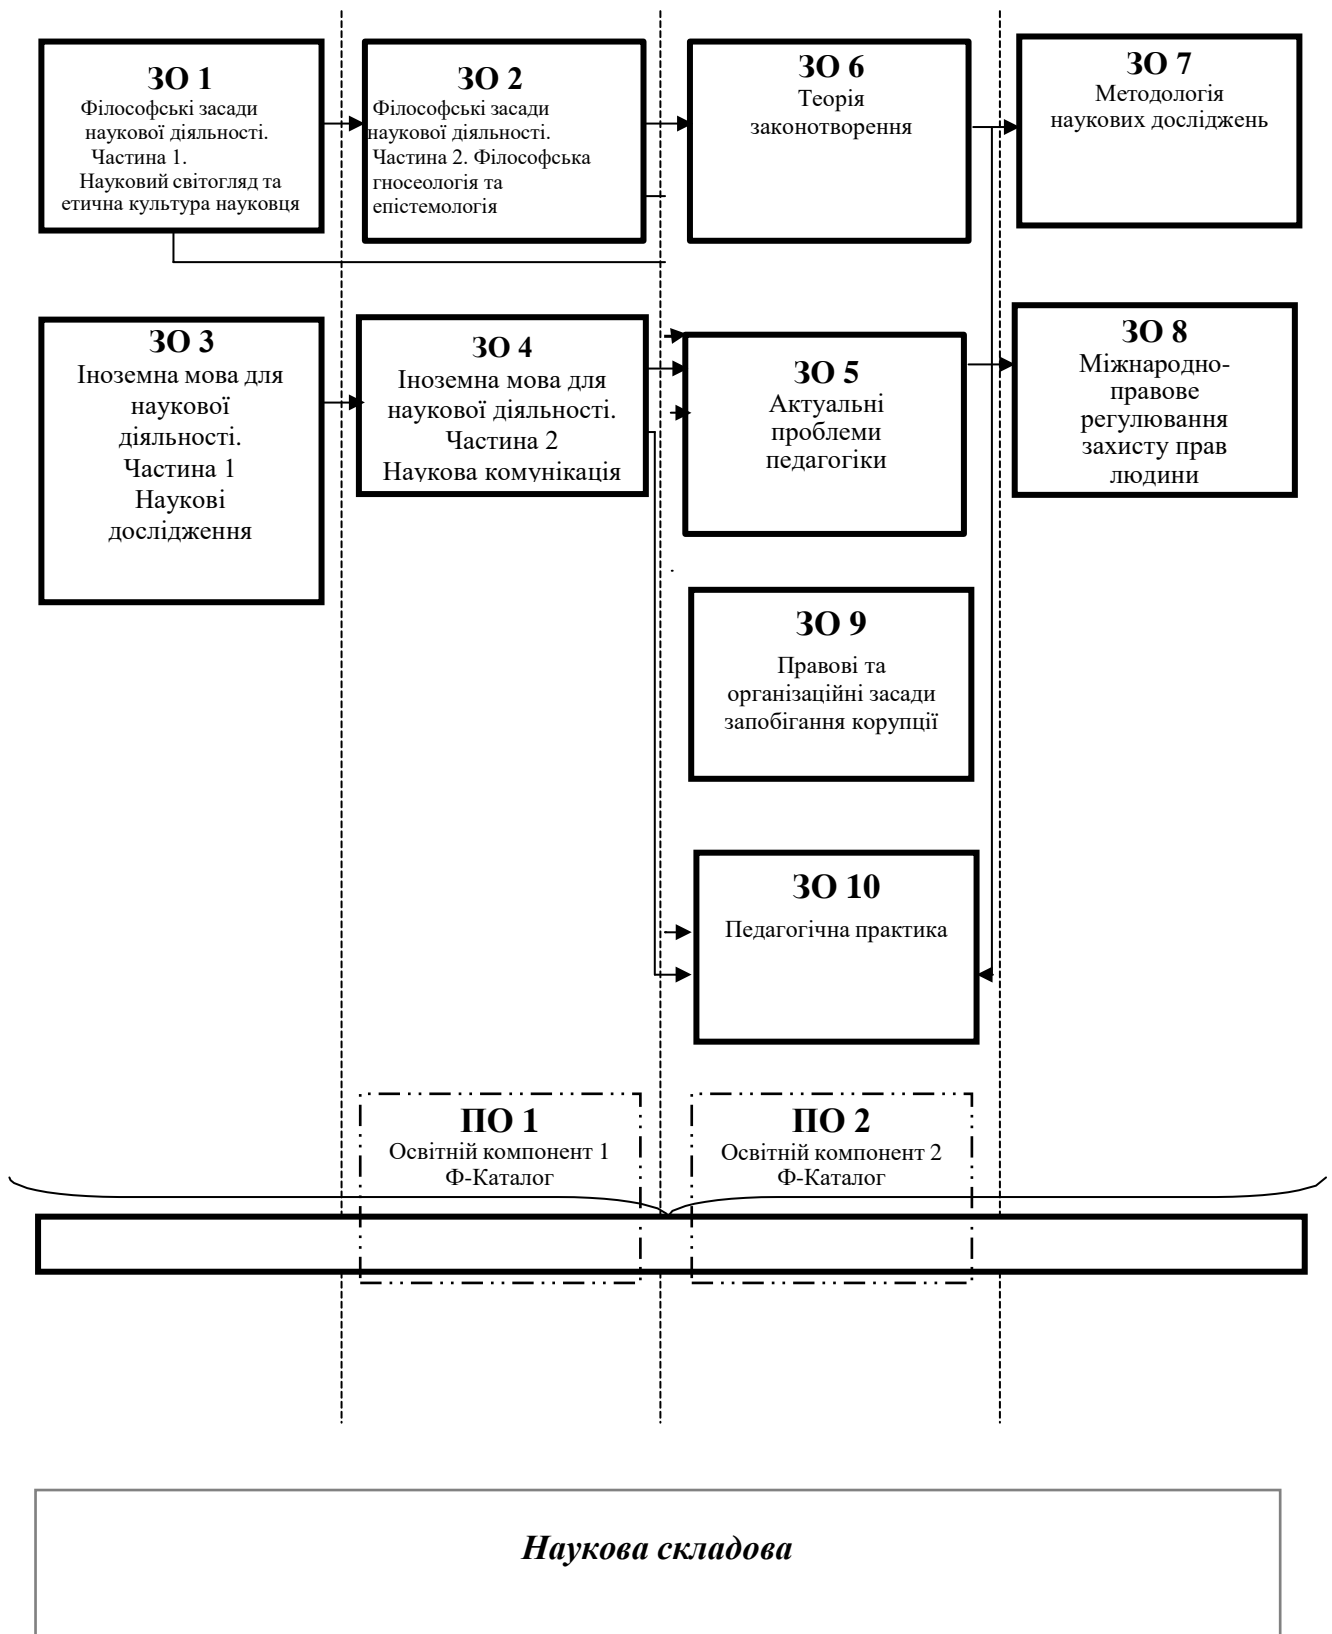 ЗО 1
Філософські засади
наукової діяльності.
Частина 1.
Науковий світогляд та
етична культура науковця
ЗО 2
Філософські засади
наукової діяльності.
Частина 2. Філософська
гносеологія та
епістемологія
ЗО 6
Теорія
законотворення
ЗО 7
Методологія
наукових досліджень
ЗО 3
Іноземна мова для
наукової
діяльності.
Частина 1
Наукові
дослідження
ЗО 4
Іноземна мова для
наукової діяльності.
Частина 2
Наукова комунікація
ЗО 5
Актуальні
проблеми
педагогіки
ЗО 8
Міжнародно-
правове
регулювання
захисту прав
людини
ЗО 9
Правові та
організаційні засади
запобігання корупції
ЗО 10
Педагогічна практика
ПО 1
Освітній компонент 1
Ф-Каталог
ПО 2
Освітній компонент 2
Ф-Каталог
Наукова складова